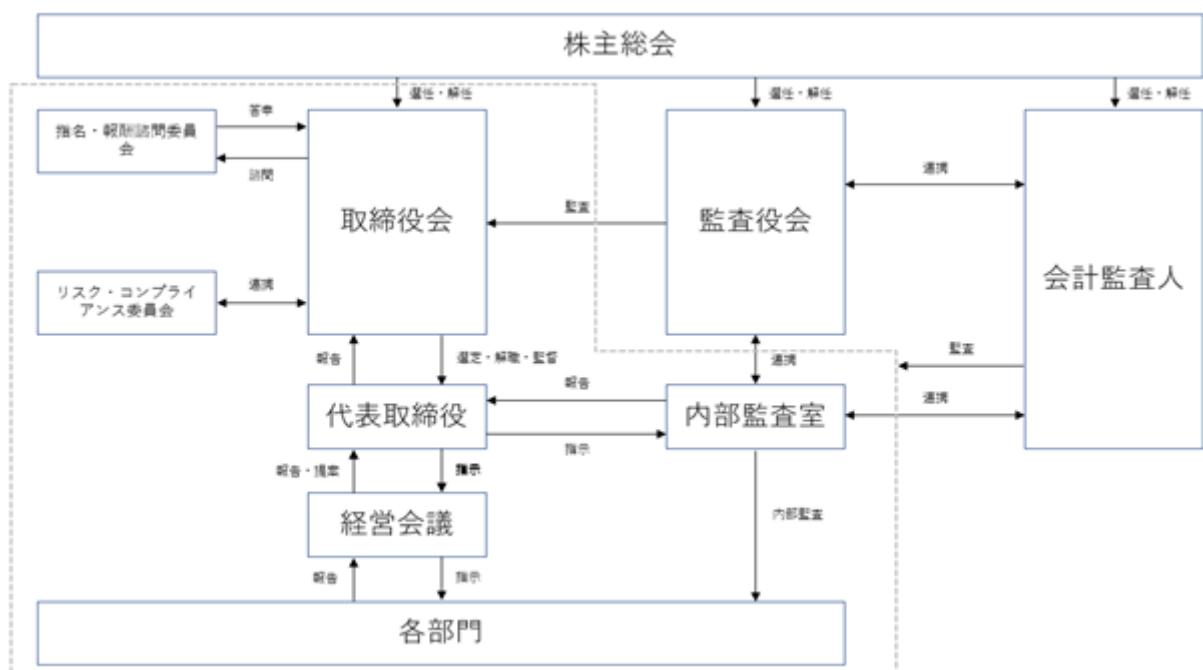 株主総会
選任・解任
選任・解任
選任・解任
指名・報酬諮問委員
会
答申
諮問
取締役会
監査役会
会計監査人
連携
監査
リスク・コンプライ
アンス委員会
連携
報告
選定・解職・監督
連携
監査
代表取締役
報告
指示
内部監査室
連携
報告・提案
指示
経営会議
内部監査
報告
指示
各部門